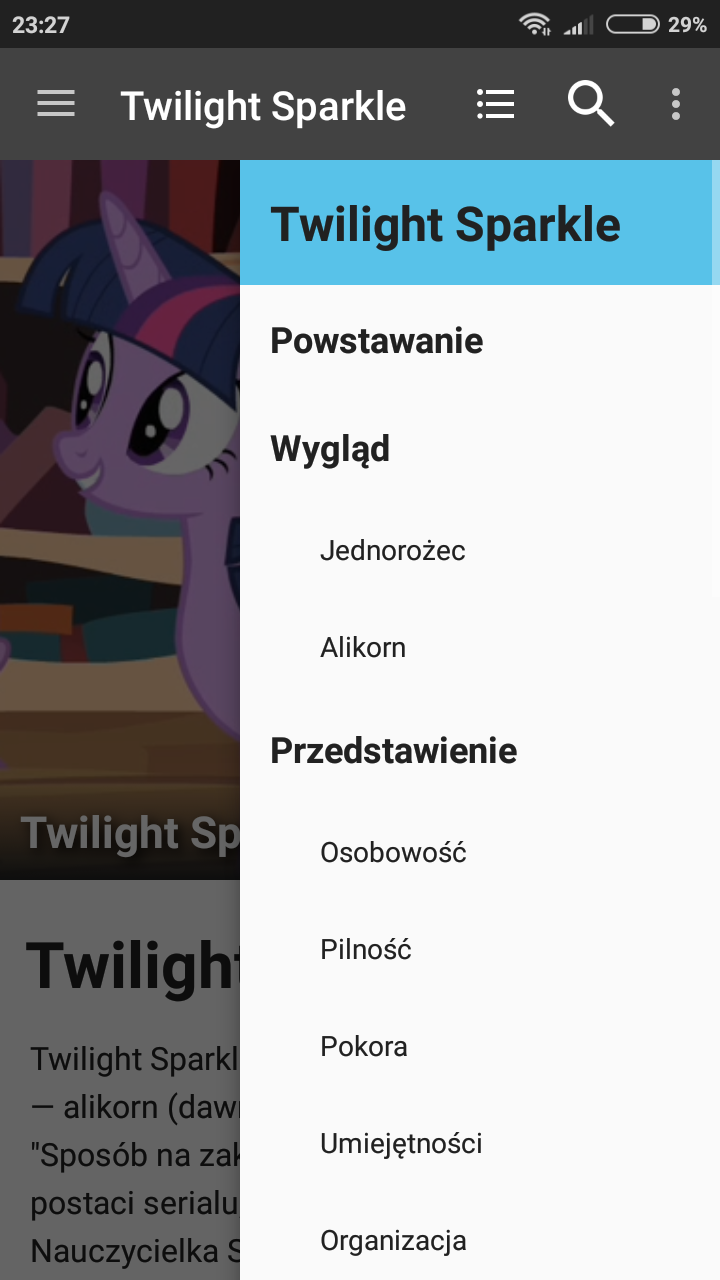 23:27
29%
Twilight Sparkle
Twilight Sparkle
Powstawanie
Wygląd
Jednorożec
Alikorn
Przedstawienie
Osobowość
Pilność
Pokora
Umiejętności
Organizacja
Twilight Sp
Twilight
Twilight Sparkl
— alikorn (daw
"Sposób na zak
postaci serialu
Nauczycielka S